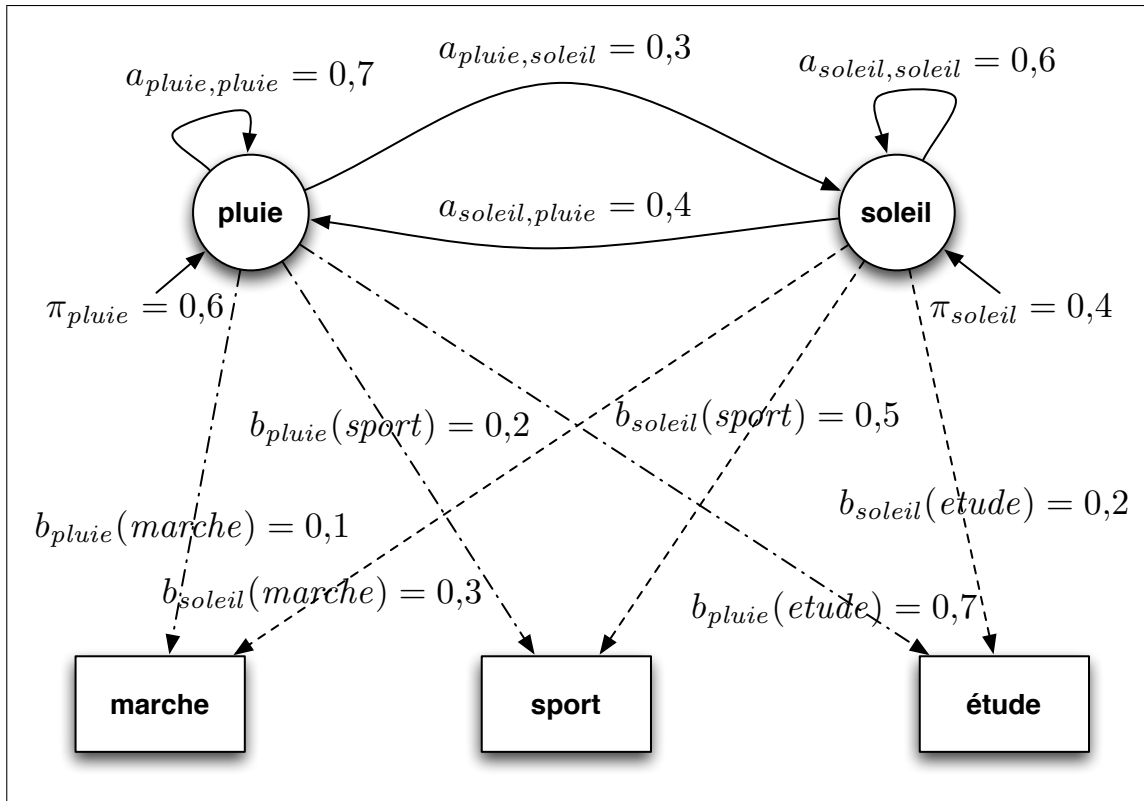 a_{pluie,soleil} = 0,3
a_{soleil,soleil} = 0,6
a_{pluie,pluie} = 0,7
pluie
a_{soleil,pluie} = 0,4
soleil
π_{pluie} = 0,6
π_{soleil} = 0,4
b_{pluie}(sport) = 0,2
b_{soleil}(sport) = 0,5
b_{soleil}(etude) = 0,2
b_{pluie}(marche) = 0,1
b_{soleil}(marche) = 0,3
b_{pluie}(etude) = 0,7
marche
sport
étude